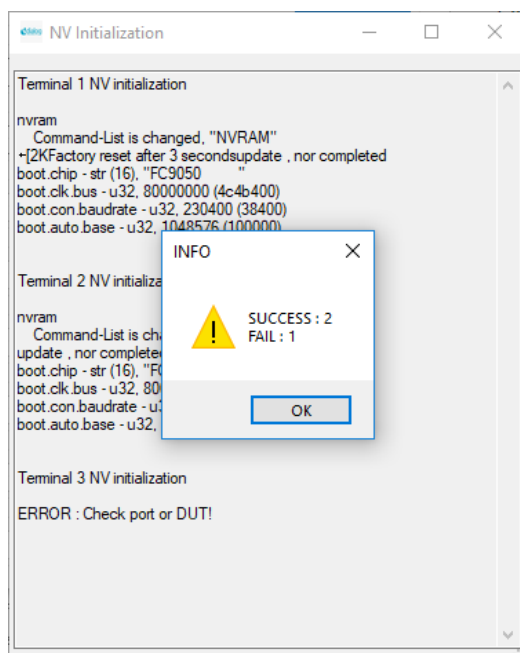 dialog NV Initialization
Terminal 1 NV initialization
nvram
Command-List is changed, "NVRAM"
←[2KFactory reset after 3 secondsupdate , nor completed
boot.chip - str (16), "FC9050 "
boot.clk.bus - u32, 80000000 (4c4b400)
boot.con.baudrate - u32, 230400 (38400)
boot.auto.base - u32, 1048576 (100000)
INFO
SUCCESS : 2
FAIL : 1
OK
Terminal 2 NV initializa
nvram
Command-List is cha
update , nor complete
boot.chip - str (16), "F
boot.clk.bus - u32, 80
boot.con.baudrate - u
boot.auto.base - u32,
Terminal 3 NV initialization
ERROR : Check port or DUT!